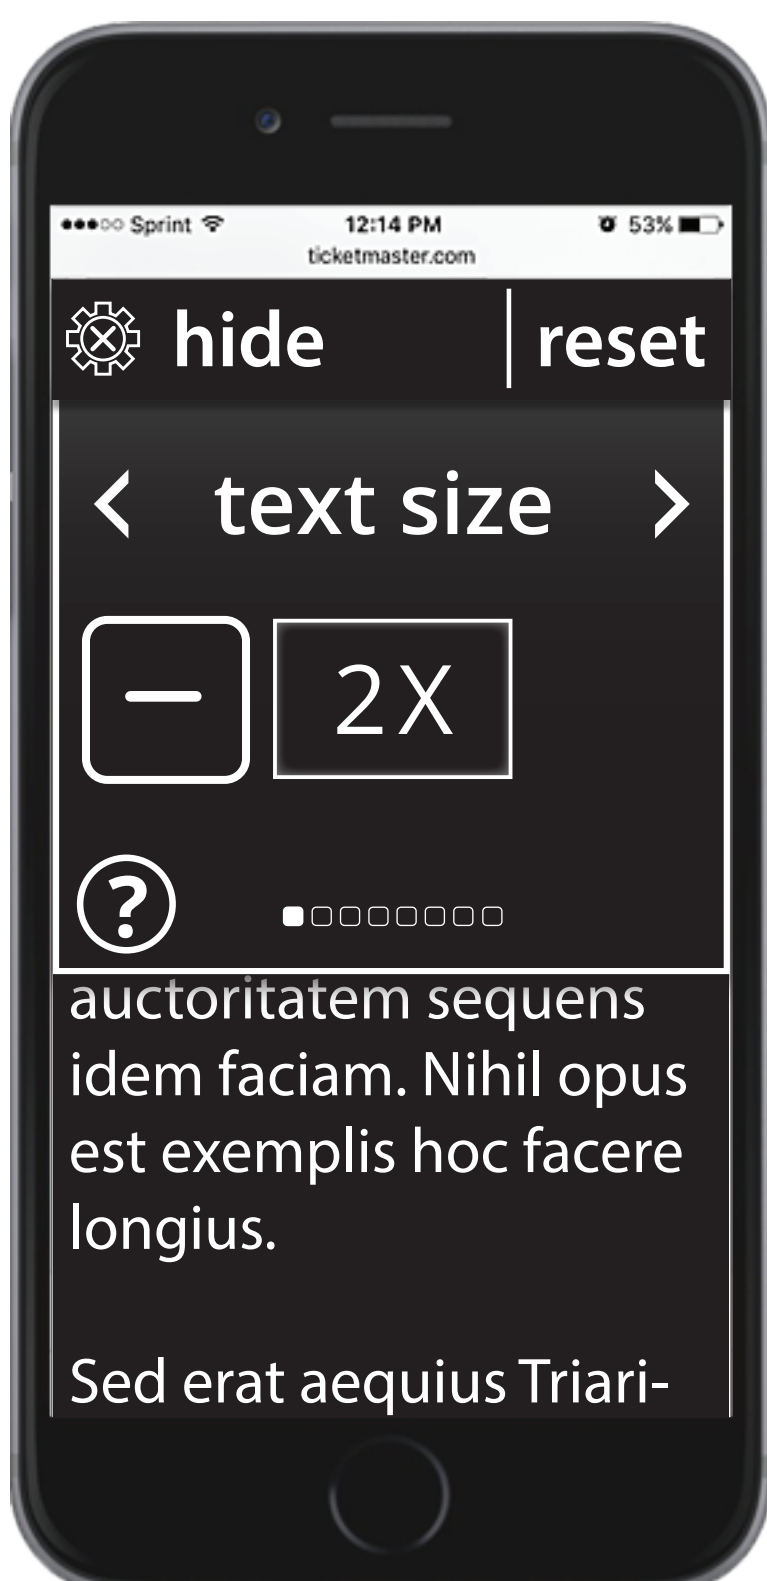 Sprint 12:14 PM 53%
ticketmaster.com
hide reset
text size
2X
?
auctoritatem sequens
idem faciam. Nihil opus
est exemplis hoc facere
longius.
Sed erat aequius Triari-